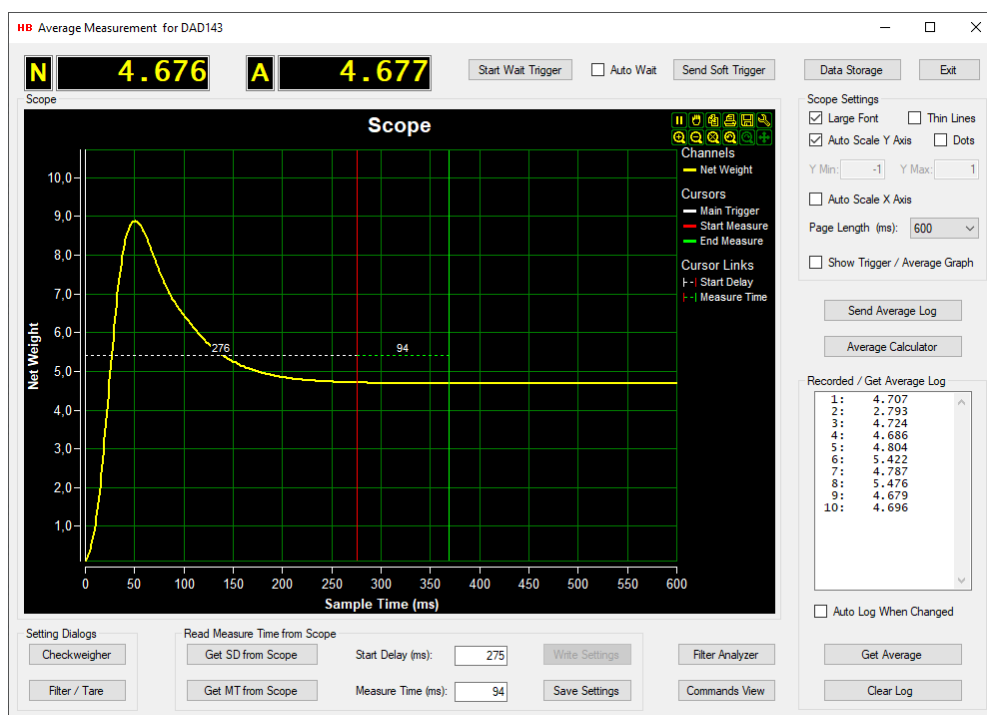 HB Average Measurement for DAD143
N 4.676 A 4.677 Start Wait Trigger Auto Wait Send Soft Trigger Data Storage Exit
Scope
Scope
Channels
Net Weight
Cursors
Main Trigger
Start Measure
End Measure
Cursor Links
Start Delay
Measure Time
Net Weight
10,0
9,0
8,0
7,0
6,0
5,0
4,0
3,0
2,0
1,0
276 94
0 50 100 150 200 250 300 350 400 450 500 550 600
Sample Time (ms)
Scope Settings
Large Font Thin Lines
Auto Scale Y Axis Dots
Y Min: -1 Y Max: 1
Auto Scale X Axis
Page Length (ms): 600
Show Trigger / Average Graph
Send Average Log
Average Calculator
Recorded / Get Average Log
1: 4.707
2: 2.793
3: 4.724
4: 4.686
5: 4.804
6: 5.422
7: 4.787
8: 5.476
9: 4.679
10: 4.696
Auto Log When Changed
Setting Dialogs
Checkweigher
Filter / Tare
Read Measure Time from Scope
Get SD from Scope Start Delay (ms): 275 Write Settings
Get MT from Scope Measure Time (ms): 94 Save Settings
Filter Analyzer
Commands View
Get Average
Clear Log